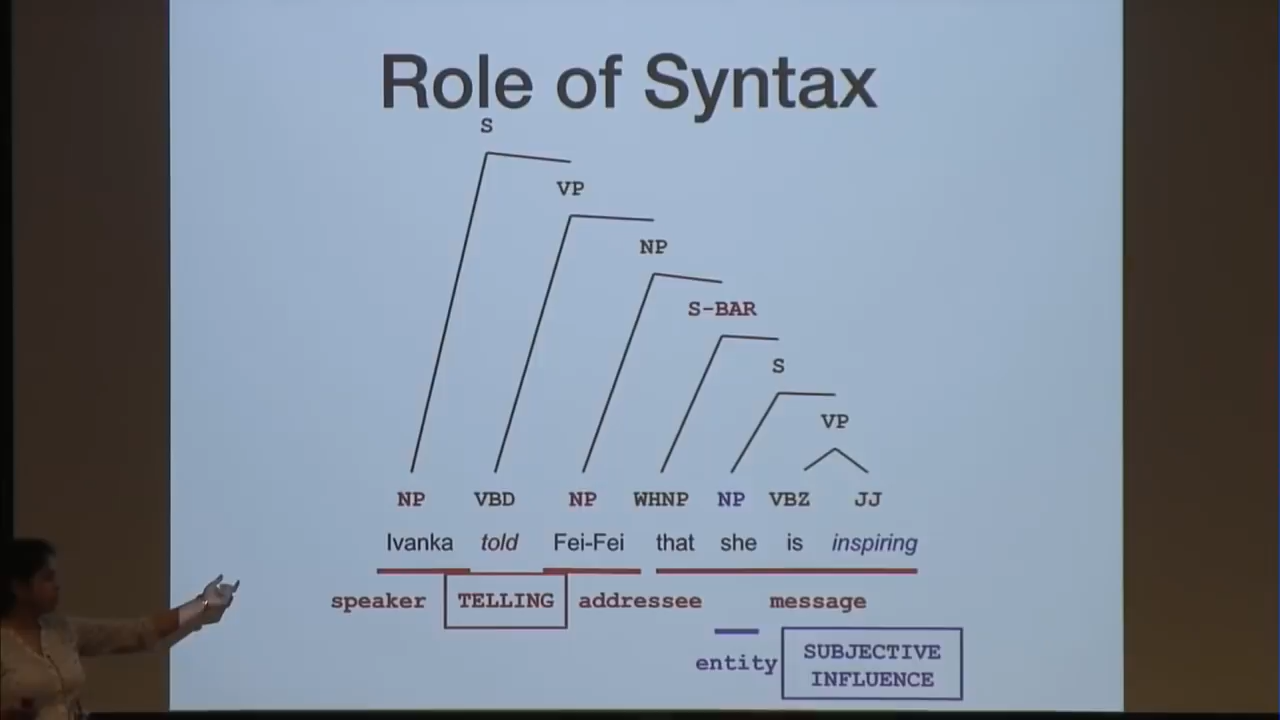 Role of Syntax
S
VP
NP
S-BAR
S
VP
NP VBD NP WHNP NP VBZ JJ
Ivanka told Fei-Fei that she is inspiring
speaker TELLING addressee message
entity SUBJECTIVE
INFLUENCE